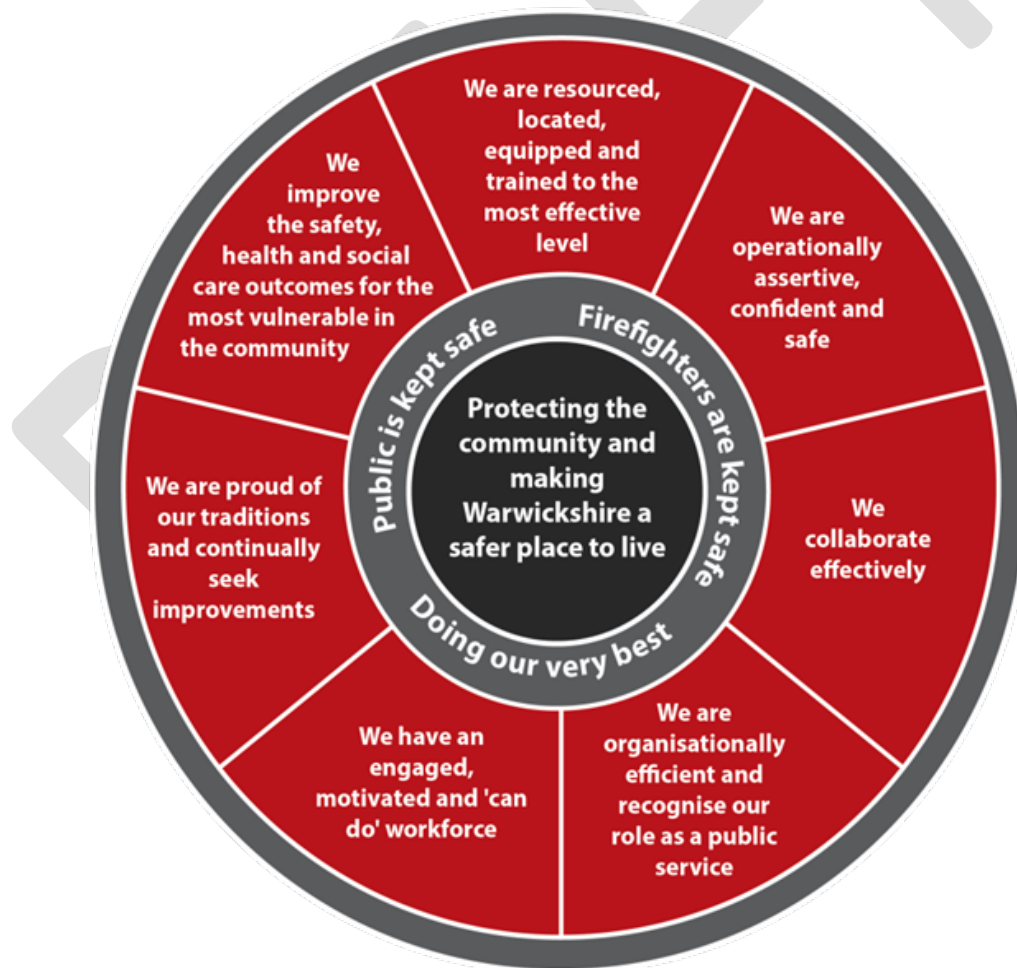 We are resourced,
located,
equipped and
trained to the
most effective
level
We are
operationally
assertive,
confident and
safe
We
collaborate
effectively
We are
organisationally
efficient and
recognise our
role as a public
service
We have an
engaged,
motivated and 'can
do' workforce
We are proud of
our traditions
and continually
seek
improvements
We
improve
the safety,
health and social
care outcomes for the
most vulnerable in
the community
Public is kept safe
Firefighters are kept safe
Doing our very best
Protecting the
community and
making
Warwickshire a
safer place to live